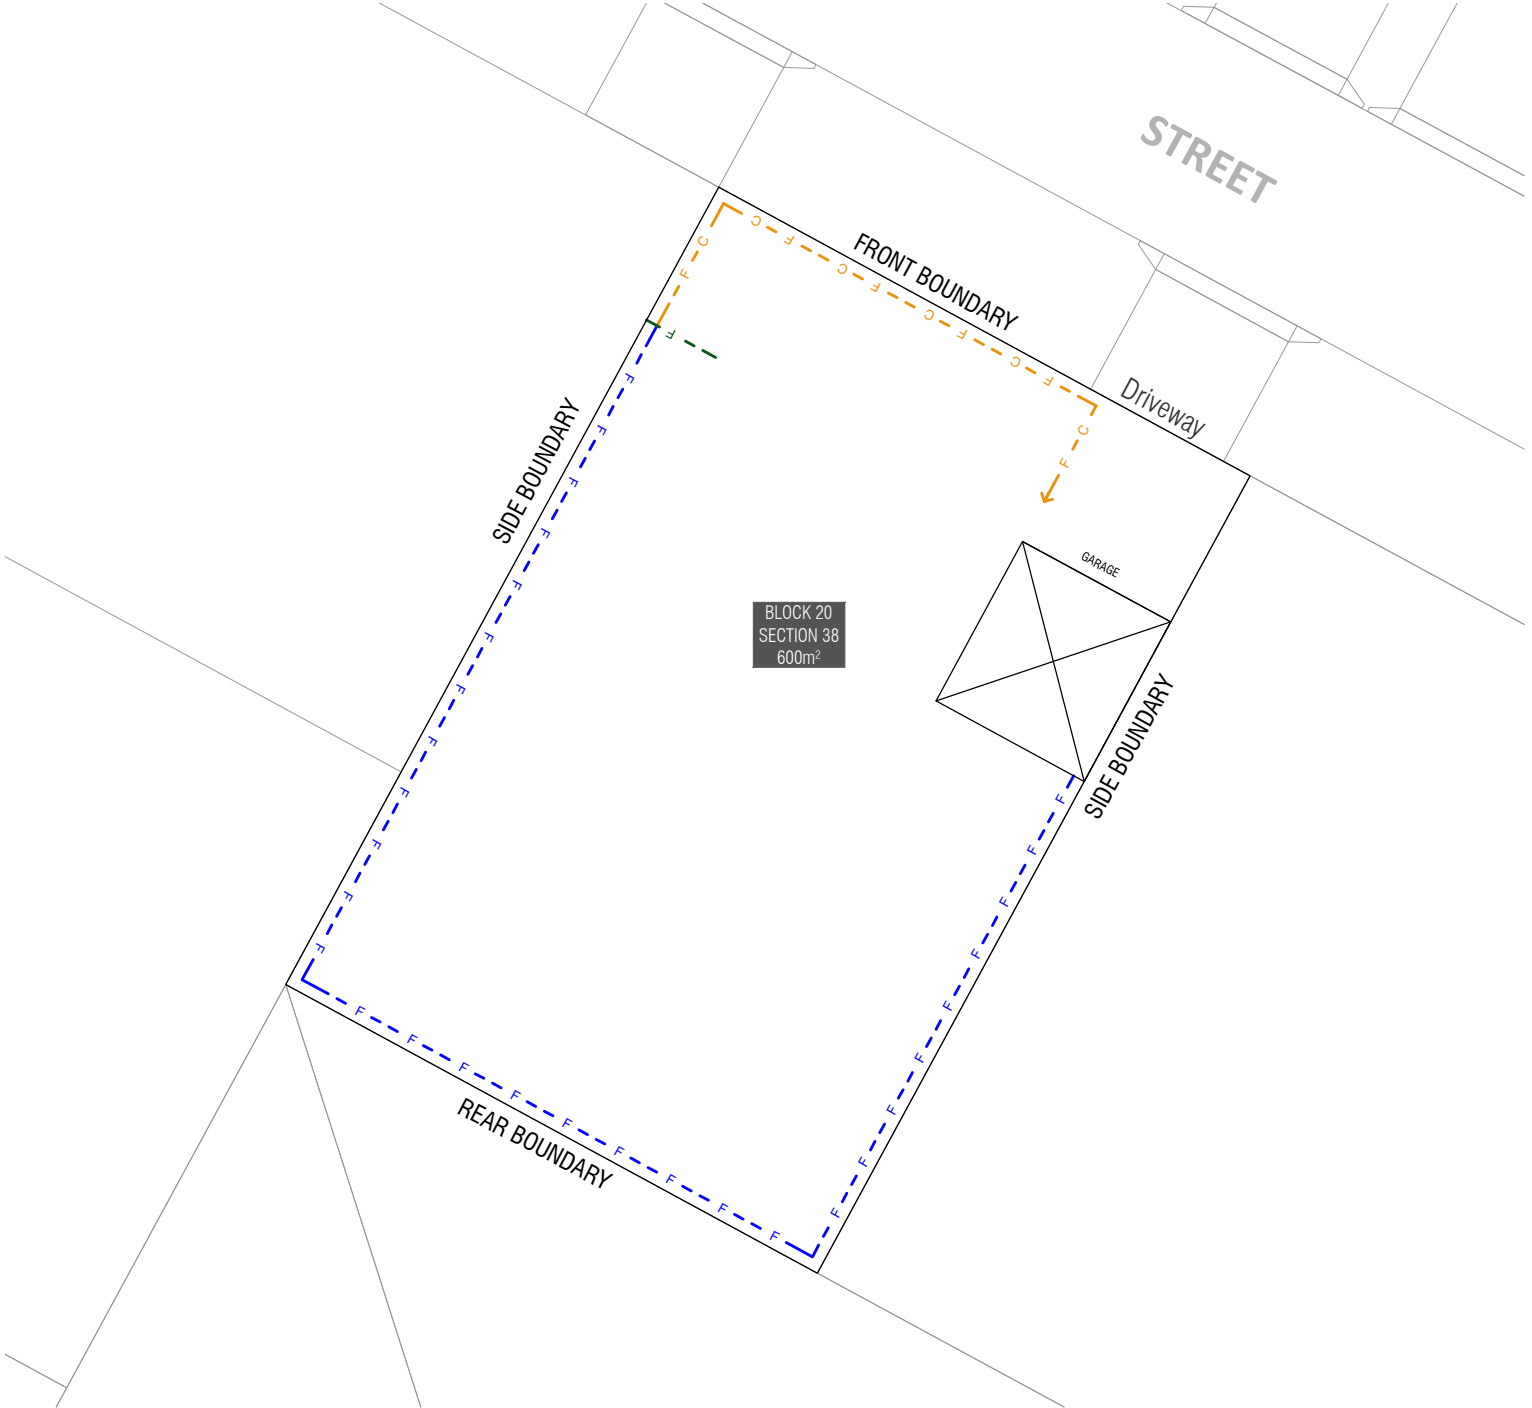 STREET
FRONT BOUNDARY
Driveway
C F C F C F C F
C F
C F
F
SIDE BOUNDARY
GARAGE
BLOCK 20
SECTION 38
600m²
SIDE BOUNDARY
F F F F F F F F F F F F
F F F F F F F F F
REAR BOUNDARY
F F F F F F F F F